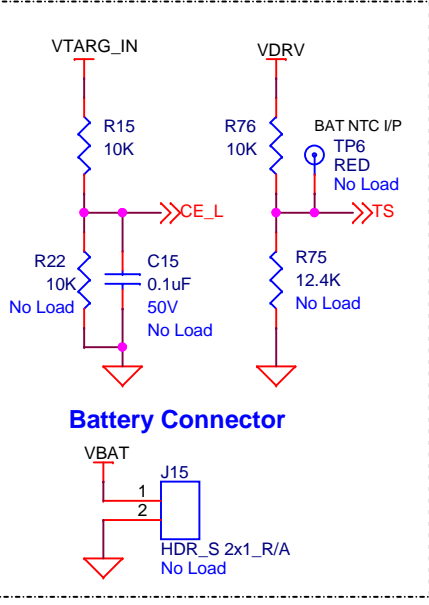 VTARG_IN
R15
10K
CE_L
R22
10K
No Load
C15
0.1uF
50V
No Load
VDRV
R76
10K
BAT NTC I/P
TP6
RED
No Load
TS
R75
12.4K
No Load
Battery Connector
VBAT
J15
1
2
HDR_S 2x1_R/A
No Load